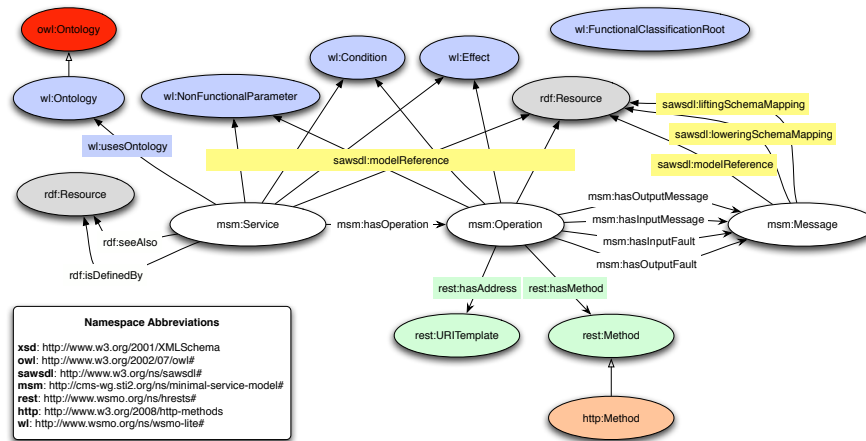 owl:Ontology
wl:FunctionalClassificationRoot
wl:Condition
wl:Effect
wl:Ontology
wl:NonFunctionalParameter
rdf:Resource
sawsdl:liftingSchemaMapping
sawsdl:loweringSchemaMapping
wl:usesOntology
sawsdl:modelReference
sawsdl:modelReference
rdf:Resource
msm:hasOutputMessage
msm:Service
msm:hasOperation
msm:Operation
msm:hasInputMessage
msm:Message
rdf:seeAlso
msm:hasInputFault
rdf:isDefinedBy
msm:hasOutputFault
rest:hasAddress
rest:hasMethod
rest:URITemplate
rest:Method
http:Method
Namespace Abbreviations
xsd: http://www.w3.org/2001/XMLSchema
owl: http://www.w3.org/2002/07/owl#
sawsdl: http://www.w3.org/ns/sawsdl#
msm: http://cms-wg.sti2.org/ns/minimal-service-model#
rest: http://www.wsmo.org/ns/hrests#
http: http://www.w3.org/2008/http-methods
wl: http://www.wsmo.org/ns/wsmo-lite#